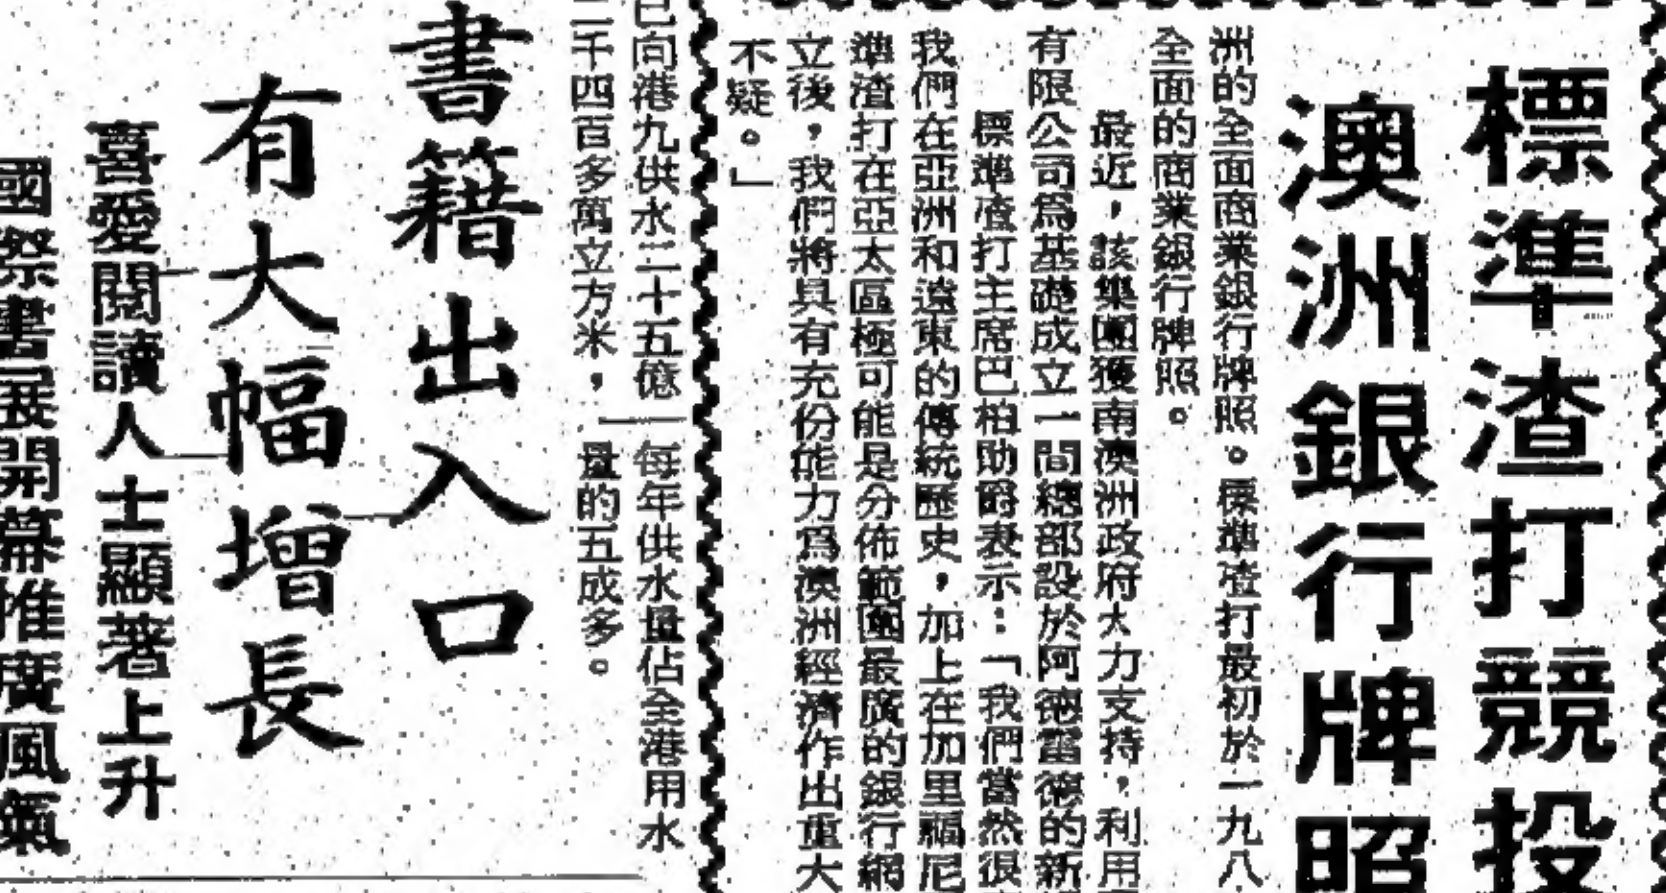 標準渣打競投
澳洲銀行牌照
洲的全面商業銀行牌照。標準渣打最初於一九八
全面的商業銀行牌照。
最近，該集團獲南澳洲政府大力支持，利用
有限公司爲基礎成立一間總部設於阿德雷德的新
標準渣打主席巴柏助爵表示：「我們當然很
我們在亞洲和遠東的傳統歷史，加上在加里福尼
準渣打在亞太區極可能是分佈範圍最廣的銀行網
立後，我們將具有充份能力爲澳洲經濟作出重大
不疑。」
已向港九供水二十五億
二千四百多萬立方米，
每年供水量佔全港用水
量的五成多。
書籍出入口
有大幅增長
喜愛閱讀人士顯著上升
國際書展開幕推廣風氣